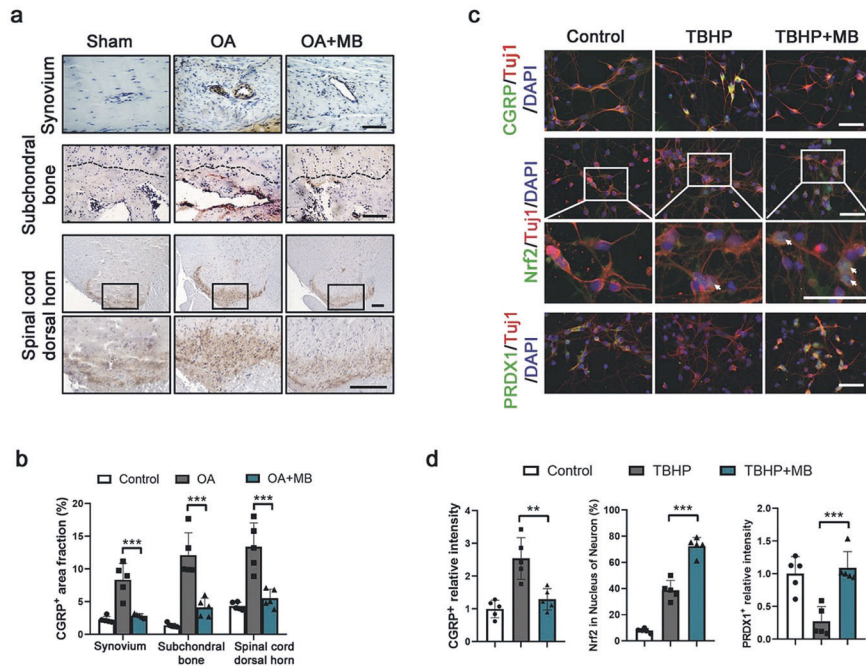 a
Sham
OA
OA+MB
Synovium
Subchondral
bone
Spinal cord
dorsal horn
c
Control
TBHP
TBHP+MB
CGRP/Tuj1
/DAPI
Nrf2/Tuj1/DAPI
PRDX1/Tuj1
/DAPI
b
Control
OA
OA+MB
CGRP+ area fraction (%)
20
15
10
5
0
***
***
***
Synovium
Subchondral
bone
Spinal cord
dorsal horn
d
Control
TBHP
TBHP+MB
CGRP+ relative intensity
4
3
2
1
0
**
Nrf2 in Nucleus of Neuron (%)
100
80
60
40
20
0
***
PRDX1+ relative intensity
2.0
1.5
1.0
0.5
0.0
***